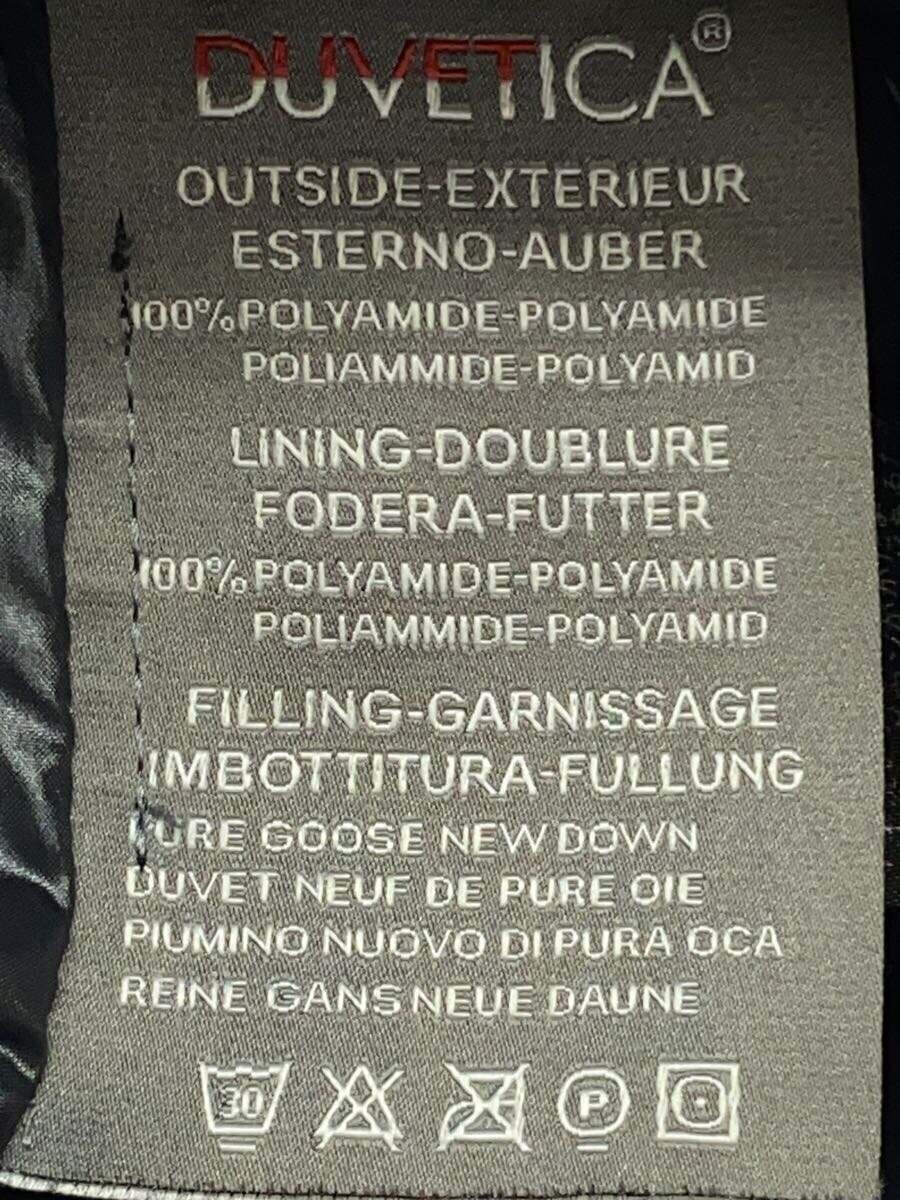 DUVETICA®
OUTSIDE-EXTERIEUR
ESTERNO-AUBER
100% POLYAMIDE-POLYAMIDE
POLIAMMIDE-POLYAMID
LINING-DOUBLURE
FODERA-FUTTER
100% POLYAMIDE-POLYAMIDE
POLIAMMIDE-POLYAMID
FILLING-GARNISSAGE
IMBOTTITURA-FULLUNG
PURE GOOSE NEW DOWN
DUVET NEUF DE PURE OIE
PIUMINO NUOVO DI PURA OCA
REINE GANS NEUE DAUNE
30 P